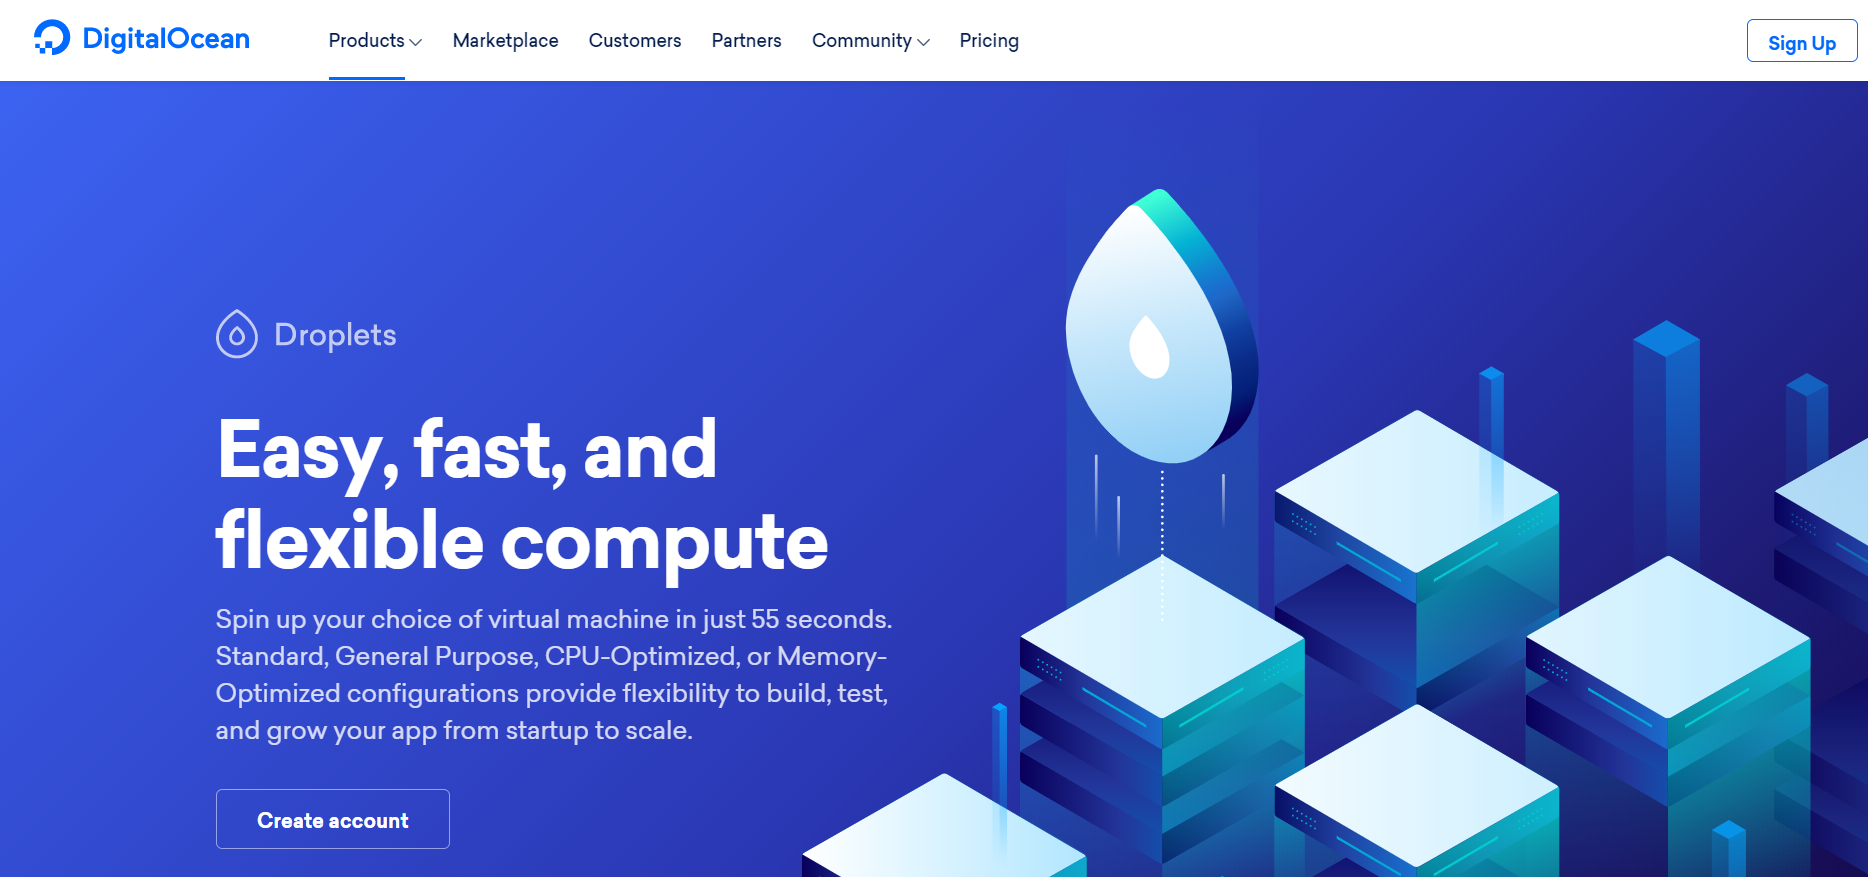 DigitalOcean
Products Marketplace Customers Partners Community Pricing
Sign Up
Droplets
Easy, fast, and
flexible compute
Spin up your choice of virtual machine in just 55 seconds.
Standard, General Purpose, CPU-Optimized, or Memory-
Optimized configurations provide flexibility to build, test,
and grow your app from startup to scale.
Create account